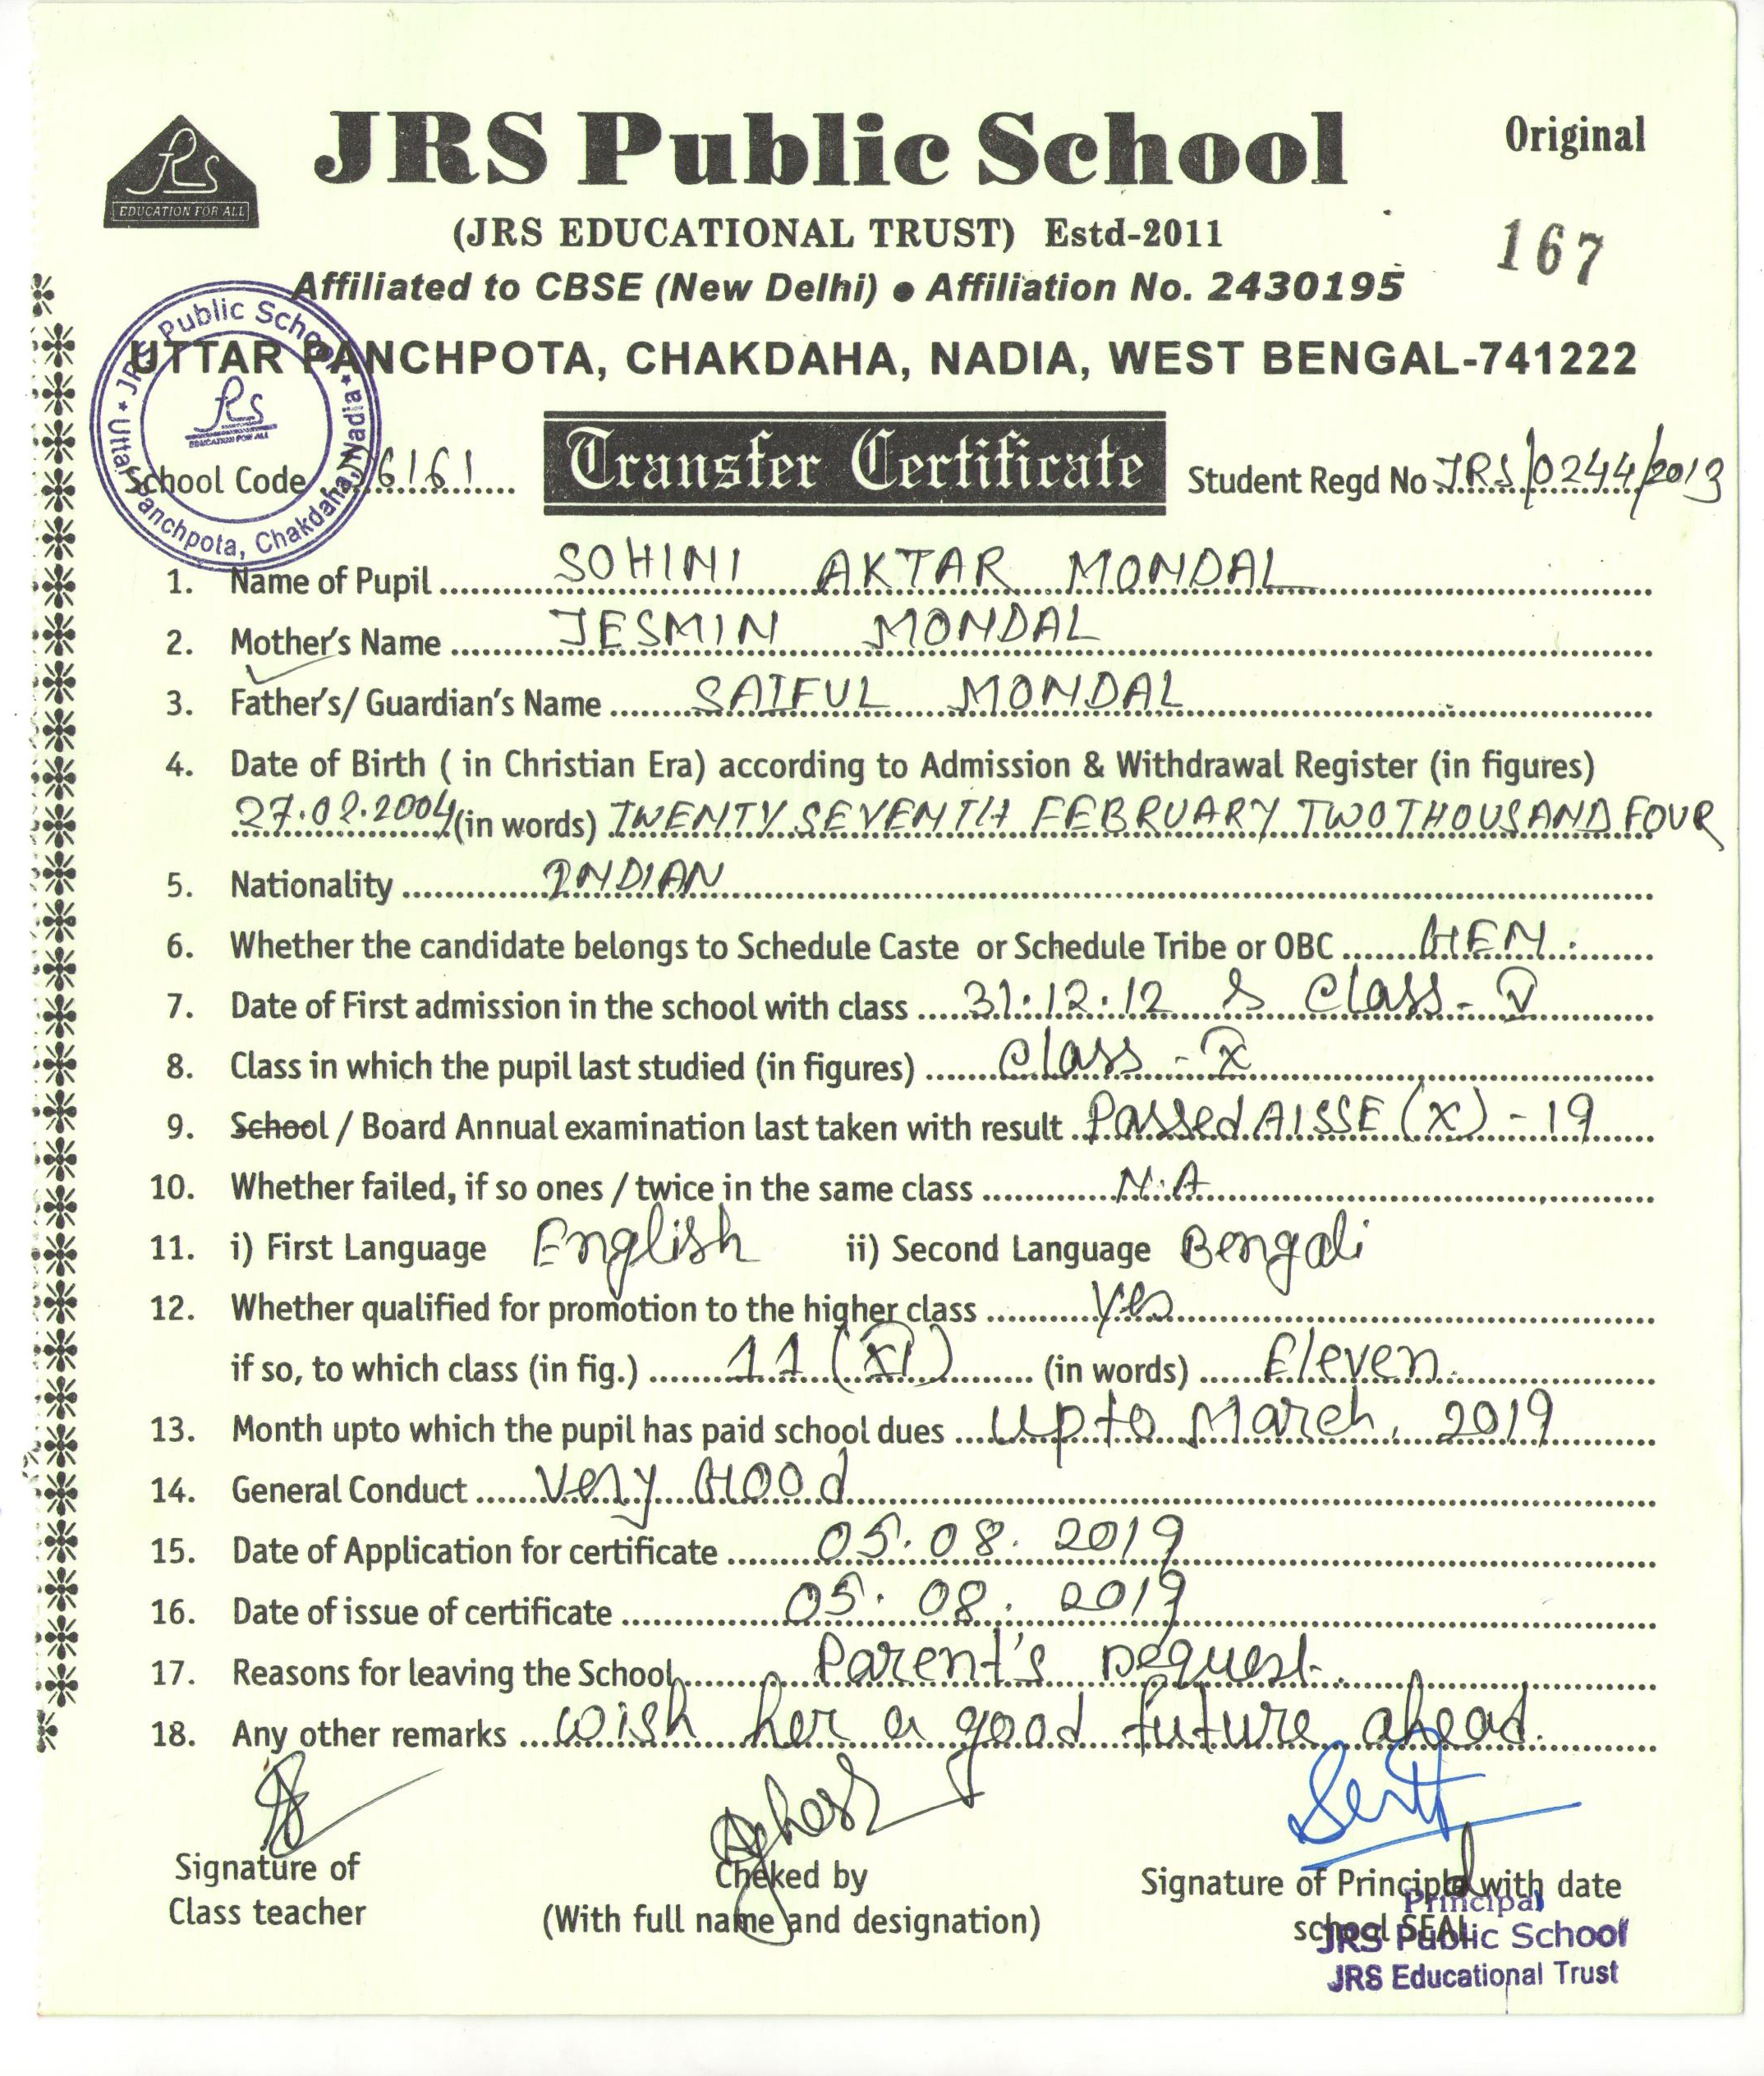 JRS Public School
Original
EDUCATION FOR ALL
(JRS EDUCATIONAL TRUST) Estd-2011
167
Affiliated to CBSE (New Delhi) ● Affiliation No. 2430195
UTTAR PANCHPOTA, CHAKDAHA, NADIA, WEST BENGAL-741222
JRS Public School * Uttar Panchpota, Chakdaha, Nadia *
JRS
EDUCATION FOR ALL
School Code 6161
Transfer Certificate
Student Regd No JRS/0244/2013
1. Name of Pupil SOHINI AKTAR MONDAL
2. Mother's Name JESMIN MONDAL
3. Father's/ Guardian's Name SAIFUL MONDAL
4. Date of Birth ( in Christian Era) according to Admission & Withdrawal Register (in figures)
27.02.2004 (in words) TWENTY SEVENTH FEBRUARY TWO THOUSAND FOUR
5. Nationality INDIAN
6. Whether the candidate belongs to Schedule Caste or Schedule Tribe or OBC GEN.
7. Date of First admission in the school with class 31.12.12 & Class - V
8. Class in which the pupil last studied (in figures) Class - X
9. School / Board Annual examination last taken with result Passed AISSE (X) - 19
10. Whether failed, if so ones / twice in the same class N.A
11. i) First Language English ii) Second Language Bengali
12. Whether qualified for promotion to the higher class Yes
if so, to which class (in fig.) 11 (XI) (in words) Eleven.
13. Month upto which the pupil has paid school dues upto March, 2019
14. General Conduct Very Good
15. Date of Application for certificate 05.08.2019
16. Date of issue of certificate 05.08.2019
17. Reasons for leaving the School Parent's request.
18. Any other remarks wish her a good future ahead.
Signature of
Class teacher
Cheked by
(With full name and designation)
Signature of Principal with date
school SEAL
Principal
JRS Public School
JRS Educational Trust